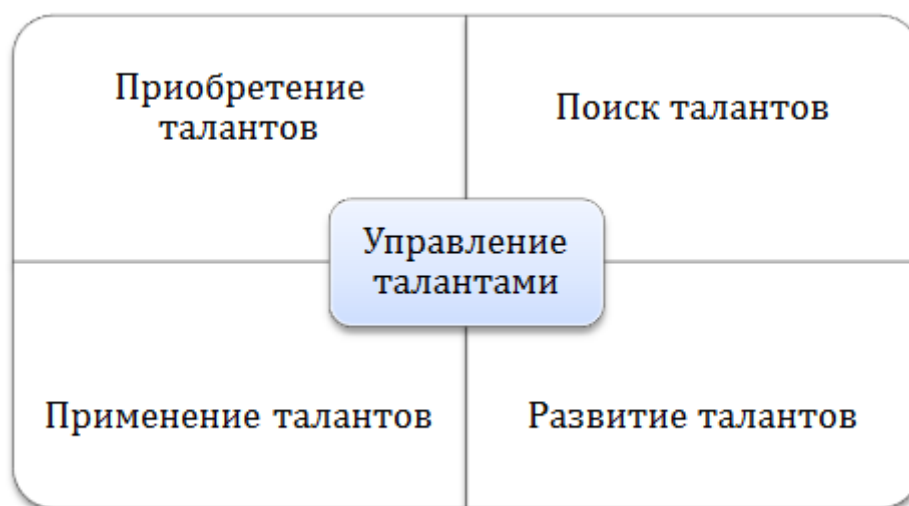 Приобретение
талантов
Поиск талантов
Управление
талантами
Применение талантов
Развитие талантов